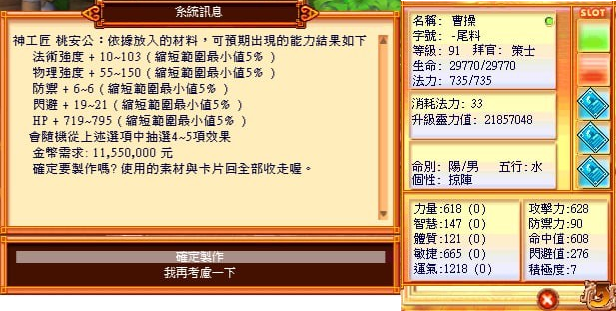 系統訊息
神工匠 桃安公：依據放入的材料，可預期出現的能力結果如下
法術強度 + 10~103 ( 縮短範圍最小值5% )
物理強度 + 55~150 ( 縮短範圍最小值5% )
防禦 + 6~6 ( 縮短範圍最小值5% )
閃避 + 19~21 ( 縮短範圍最小值5% )
HP + 719~795 ( 縮短範圍最小值5% )
會隨機從上述選項中抽選4~5項效果
金幣需求: 11,550,000 元
確定要製作嗎? 使用的素材與卡片回全部收走喔。
確定製作
我再考慮一下
名稱: 曹操
字號: -尾料
等級: 91 拜官: 策士
生命: 29770/29770
法力: 735/735
消耗法力: 33
升級靈力值: 21857048
命別: 陽/男 五行: 水
個性: 掠陣
力量:618 (0)
智慧:147 (0)
體質:121 (0)
敏捷:665 (0)
運氣:1218 (0)
攻擊力:628
防禦力:90
命中值:608
閃避值:276
積極度:7
SLOT